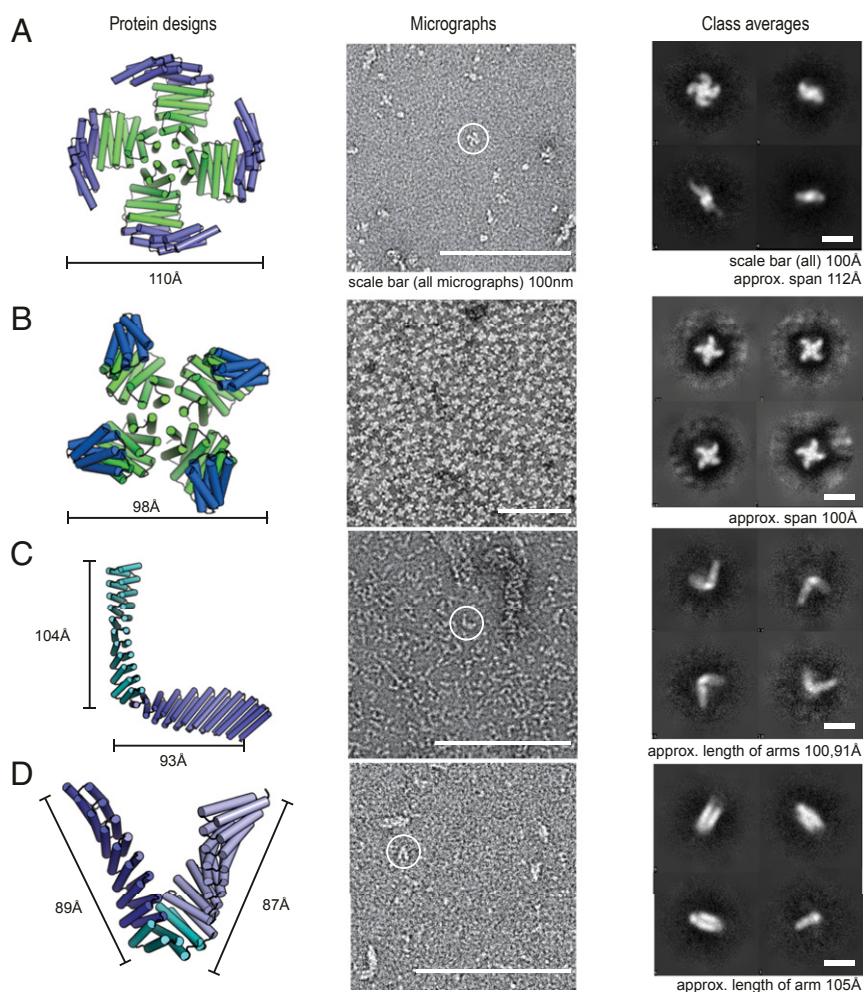 Protein designs
Micrographs
Class averages
A
110Å
scale bar (all micrographs) 100nm
scale bar (all) 100Å
approx. span 112Å
B
98Å
approx. span 100Å
C
104Å
93Å
approx. length of arms 100,91Å
D
89Å
87Å
approx. length of arm 105Å